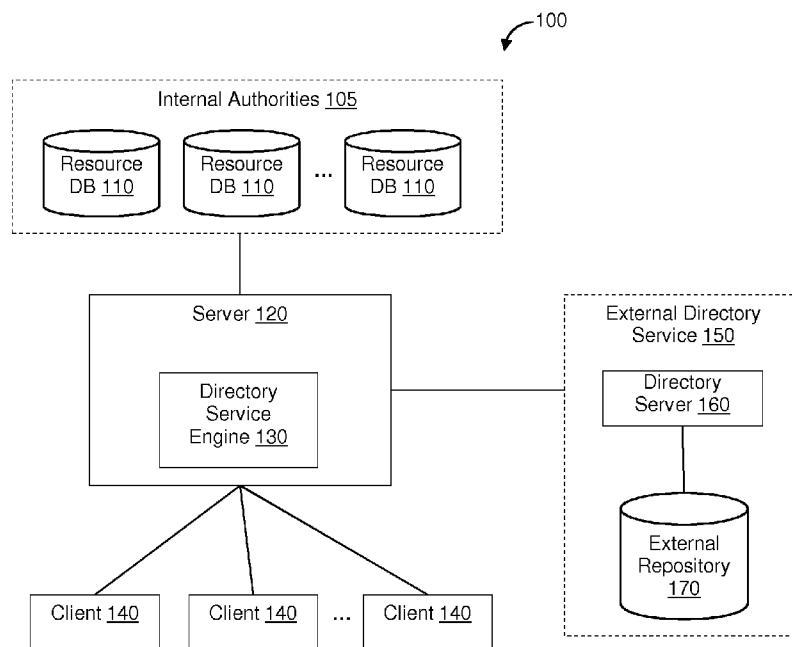 100
Internal Authorities 105
Resource
DB 110
Resource
DB 110
...
Resource
DB 110
Server 120
Directory
Service
Engine 130
External Directory
Service 150
Directory
Server 160
External
Repository
170
Client 140
Client 140
...
Client 140